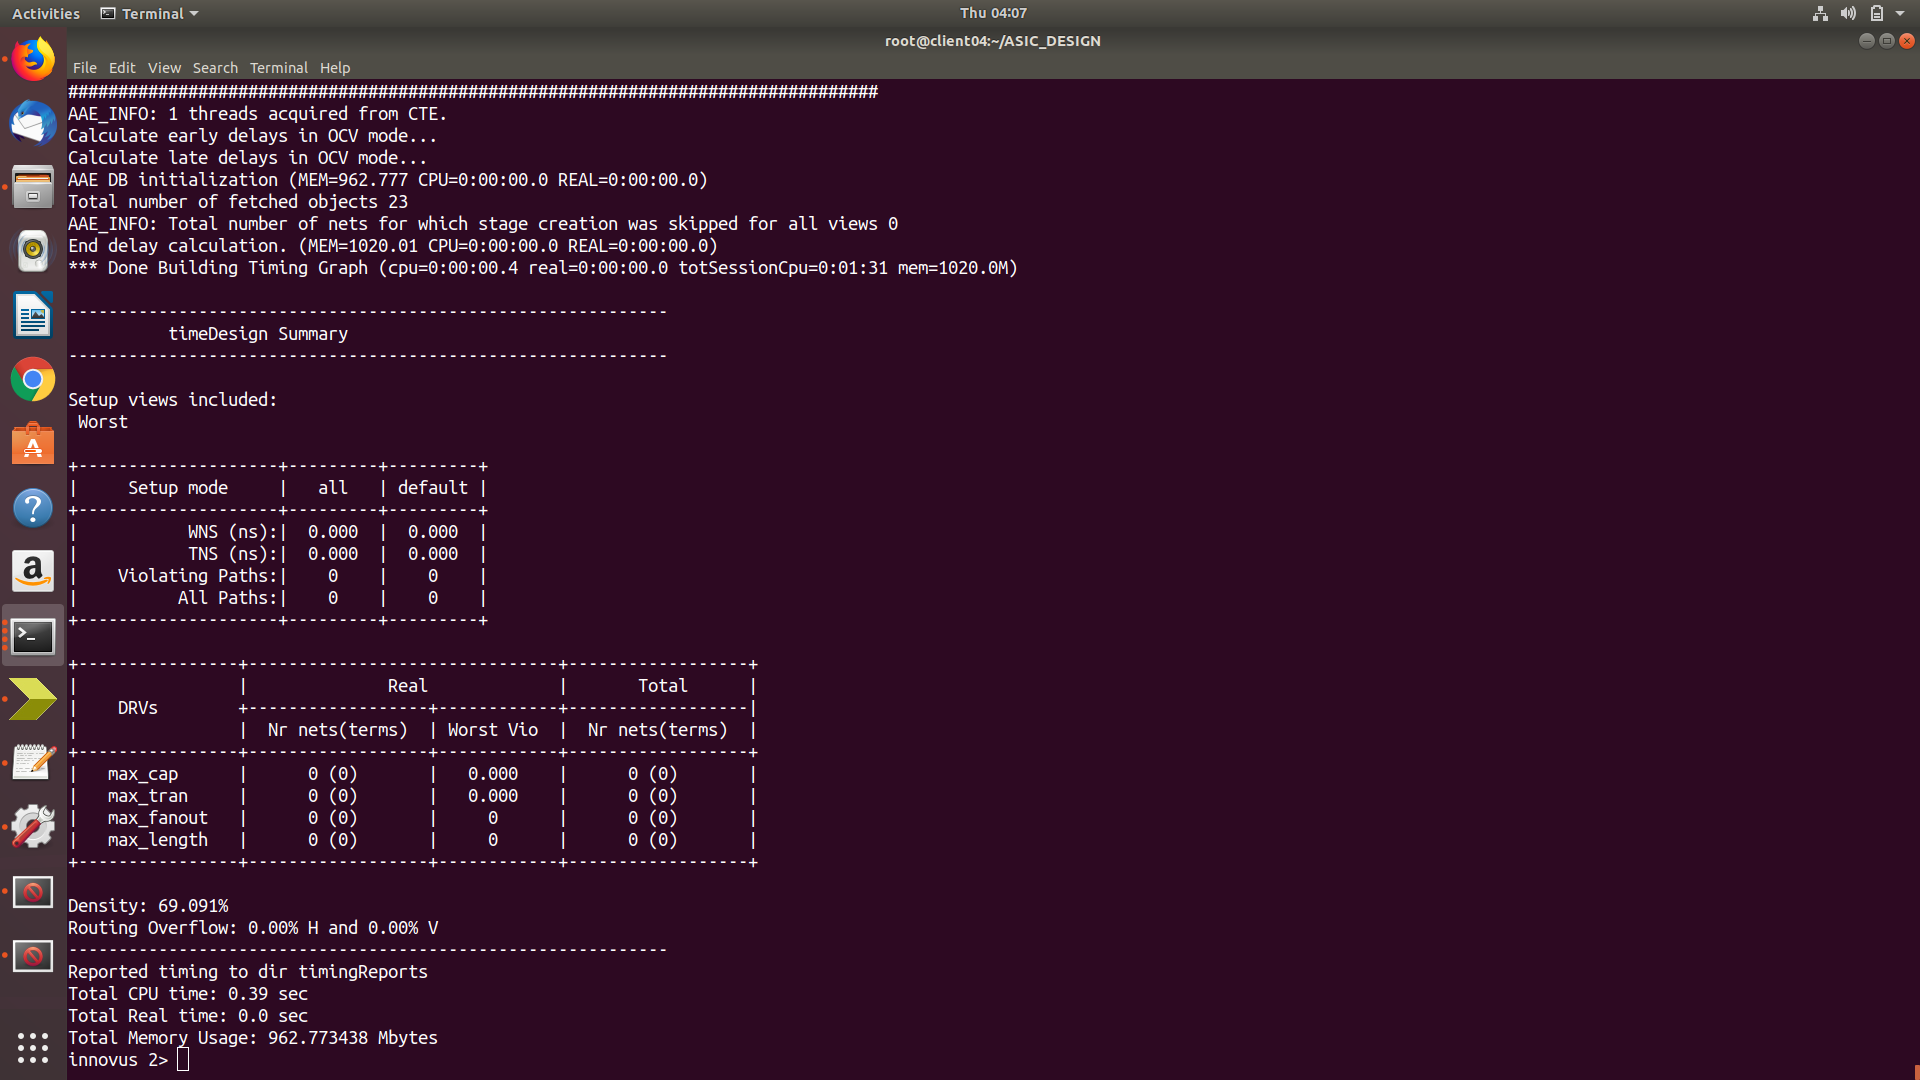 Activities Terminal Thu 04:07
root@client04:~/ASIC_DESIGN
File Edit View Search Terminal Help
#################################################################################
AAE_INFO: 1 threads acquired from CTE.
Calculate early delays in OCV mode...
Calculate late delays in OCV mode...
AAE DB initialization (MEM=962.777 CPU=0:00:00.0 REAL=0:00:00.0)
Total number of fetched objects 23
AAE_INFO: Total number of nets for which stage creation was skipped for all views 0
End delay calculation. (MEM=1020.01 CPU=0:00:00.0 REAL=0:00:00.0)
*** Done Building Timing Graph (cpu=0:00:00.4 real=0:00:00.0 totSessionCpu=0:01:31 mem=1020.0M)
------------------------------------------------------------
          timeDesign Summary
------------------------------------------------------------
Setup views included:
 Worst
+--------------------+---------+---------+
|     Setup mode     |   all   | default |
+--------------------+---------+---------+
|           WNS (ns):|  0.000  |  0.000  |
|           TNS (ns):|  0.000  |  0.000  |
|    Violating Paths:|    0    |    0    |
|          All Paths:|    0    |    0    |
+--------------------+---------+---------+
+----------------+-------------------------------+------------------+
|                |              Real             |       Total      |
|    DRVs        +------------------+------------+------------------|
|                |  Nr nets(terms)  | Worst Vio  |  Nr nets(terms)  |
+----------------+------------------+------------+------------------+
|   max_cap      |      0 (0)       |   0.000    |      0 (0)       |
|   max_tran     |      0 (0)       |   0.000    |      0 (0)       |
|   max_fanout   |      0 (0)       |     0      |      0 (0)       |
|   max_length   |      0 (0)       |     0      |      0 (0)       |
+----------------+------------------+------------+------------------+
Density: 69.091%
Routing Overflow: 0.00% H and 0.00% V
------------------------------------------------------------
Reported timing to dir timingReports
Total CPU time: 0.39 sec
Total Real time: 0.0 sec
Total Memory Usage: 962.773438 Mbytes
innovus 2>